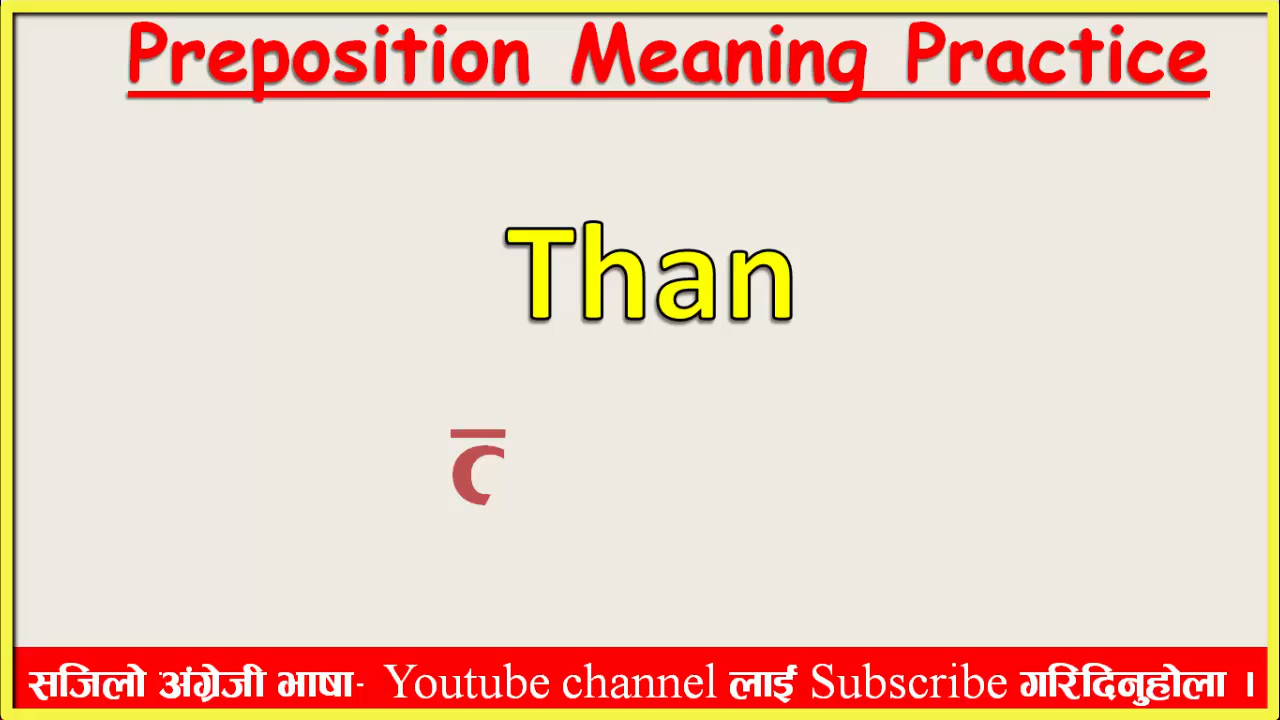 Preposition Meaning Practice
Than
सजिलो अंग्रेजी भाषा- Youtube channel लाई Subscribe गरिदिनुहोला ।